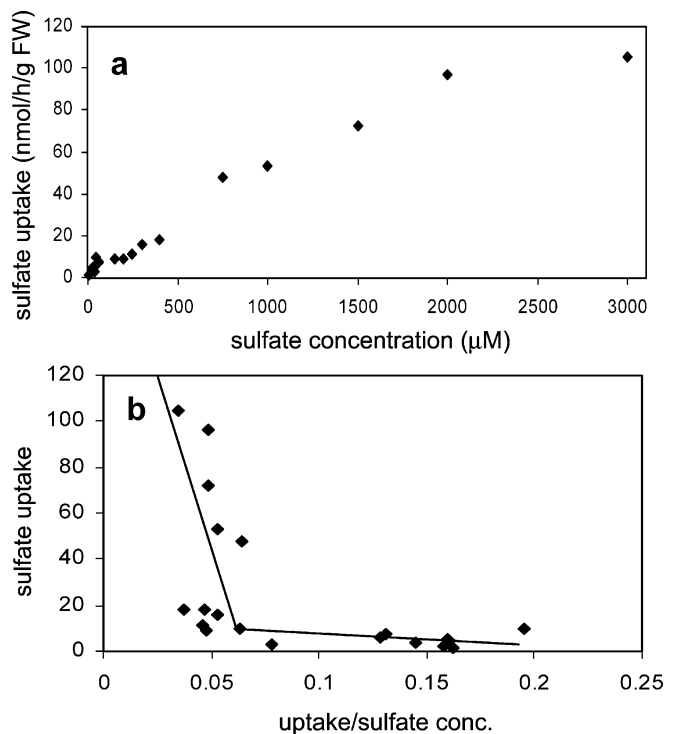 120
a
100
80
60
40
20
0
0 500 1000 1500 2000 2500 3000
sulfate uptake (nmol/h/g FW)
sulfate concentration (μM)
120
b
100
80
60
40
20
0
0 0.05 0.1 0.15 0.2 0.25
sulfate uptake
uptake/sulfate conc.